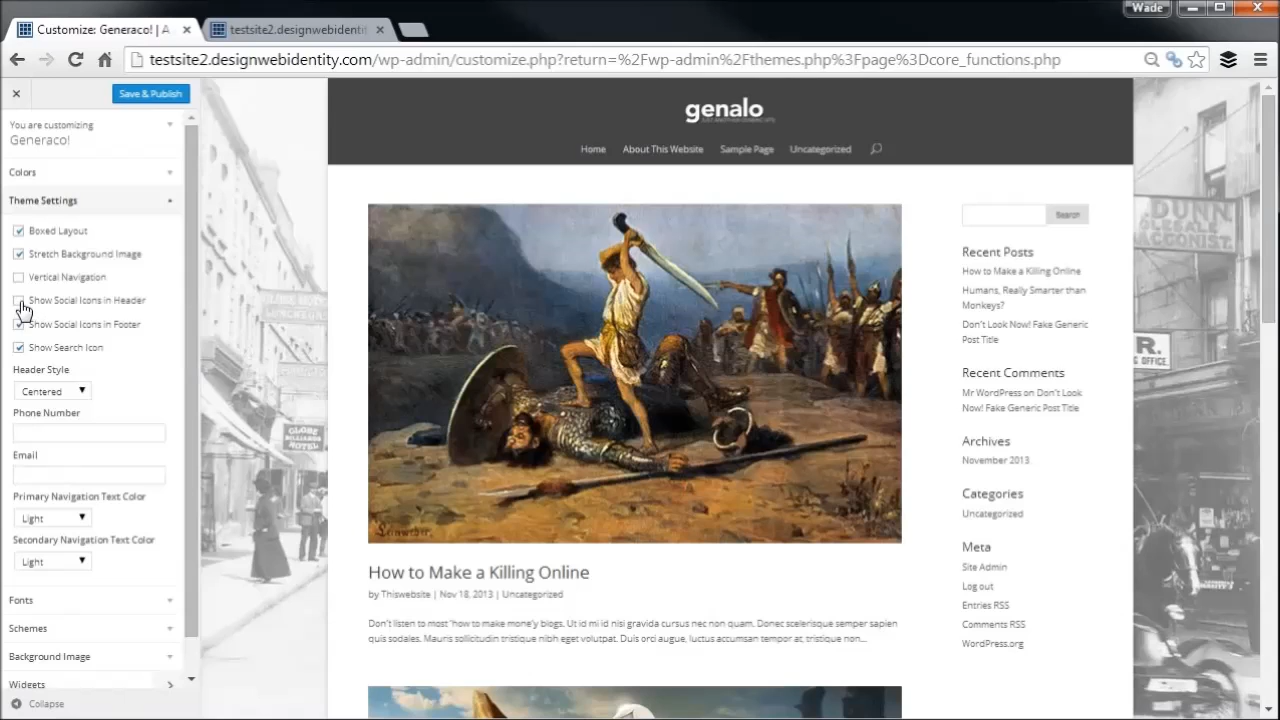 Wade
Customize: Generaco! | A
testsite2.designwebidenti
testsite2.designwebidentity.com/wp-admin/customize.php?return=%2Fwp-admin%2Fthemes.php%3Fpage%3Dcore_functions.php
Save & Publish
You are customizing
Generaco!
Colors
Theme Settings
Boxed Layout
Stretch Background Image
Vertical Navigation
Show Social Icons in Header
Show Social Icons in Footer
Show Search Icon
Header Style
Centered
Phone Number
Email
Primary Navigation Text Color
Light
Secondary Navigation Text Color
Light
Fonts
Schemes
Background Image
Widgets
Collapse
genalo
Home About This Website Sample Page Uncategorized
How to Make a Killing Online
by Thiswebsite | Nov 18, 2013 | Uncategorized
Don't listen to most 'how to make mone'y blogs. Ut id mi id nisl gravida cursus nec non quam. Donec scelerisque semper sapien
quis sodales. Mauris sollicitudin tristique nibh eget volutpat. Duis orci augue, luctus accumsan tempor at, tristique non...
Search
Recent Posts
How to Make a Killing Online
Humans, Really Smarter than
Monkeys?
Don't Look Now! Fake Generic
Post Title
Recent Comments
Mr WordPress on Don't Look
Now! Fake Generic Post Title
Archives
November 2013
Categories
Uncategorized
Meta
Site Admin
Log out
Entries RSS
Comments RSS
WordPress.org
GLOBE
BILLIARDS
HOTEL
DUNN
R.
OFFICE